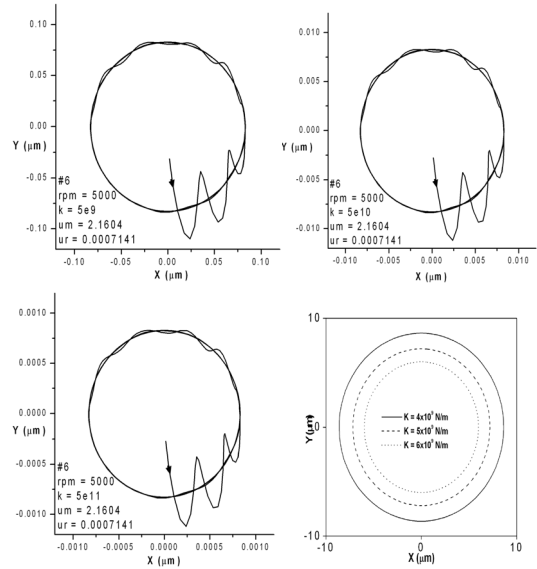 0.10
0.05
0.00
-0.05
-0.10
Y (μm)
#6
rpm = 5000
k = 5e9
um = 2.1604
ur = 0.0007141
-0.10 -0.05 0.00 0.05 0.10
X (μm)
0.010
0.005
0.000
-0.005
-0.010
Y (μm)
#6
rpm = 5000
k = 5e10
um = 2.1604
ur = 0.0007141
-0.010 -0.005 0.000 0.005 0.010
X (μm)
0.0010
0.0005
0.0000
-0.0005
-0.0010
Y (μm)
#6
rpm = 5000
k = 5e11
um = 2.1604
ur = 0.0007141
-0.0010 -0.0005 0.0000 0.0005 0.0010
X (μm)
10
0
-10
Y(μm)
K = 4x10 N/m
K = 5x10 N/m
K = 6x10 N/m
-10 0 10
X (μm)